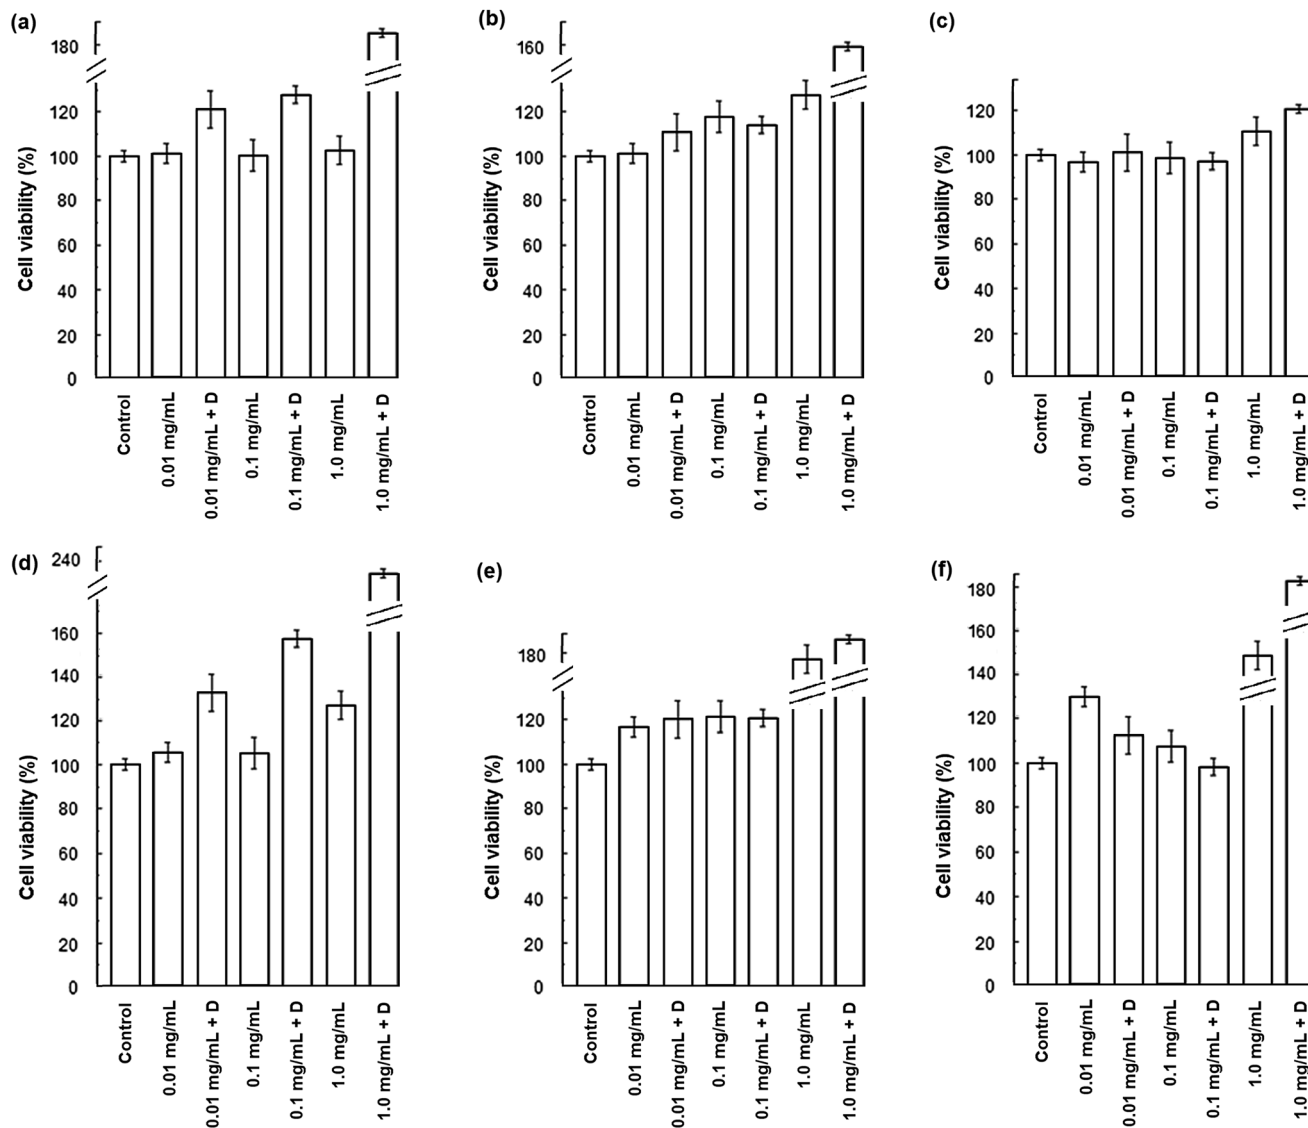 (a)
180
120
100
80
60
40
20
0
Cell viability (%)
Control
0.01 mg/mL
0.01 mg/mL + D
0.1 mg/mL
0.1 mg/mL + D
1.0 mg/mL
1.0 mg/mL + D
(b)
160
120
100
80
60
40
20
0
Cell viability (%)
Control
0.01 mg/mL
0.01 mg/mL + D
0.1 mg/mL
0.1 mg/mL + D
1.0 mg/mL
1.0 mg/mL + D
(c)
120
100
80
60
40
20
0
Cell viability (%)
Control
0.01 mg/mL
0.01 mg/mL + D
0.1 mg/mL
0.1 mg/mL + D
1.0 mg/mL
1.0 mg/mL + D
(d)
240
160
140
120
100
80
60
40
20
0
Cell viability (%)
Control
0.01 mg/mL
0.01 mg/mL + D
0.1 mg/mL
0.1 mg/mL + D
1.0 mg/mL
1.0 mg/mL + D
(e)
180
120
100
80
60
40
20
0
Cell viability (%)
Control
0.01 mg/mL
0.01 mg/mL + D
0.1 mg/mL
0.1 mg/mL + D
1.0 mg/mL
1.0 mg/mL + D
(f)
180
160
130
120
100
80
60
40
20
0
Cell viability (%)
Control
0.01 mg/mL
0.01 mg/mL + D
0.1 mg/mL
0.1 mg/mL + D
1.0 mg/mL
1.0 mg/mL + D